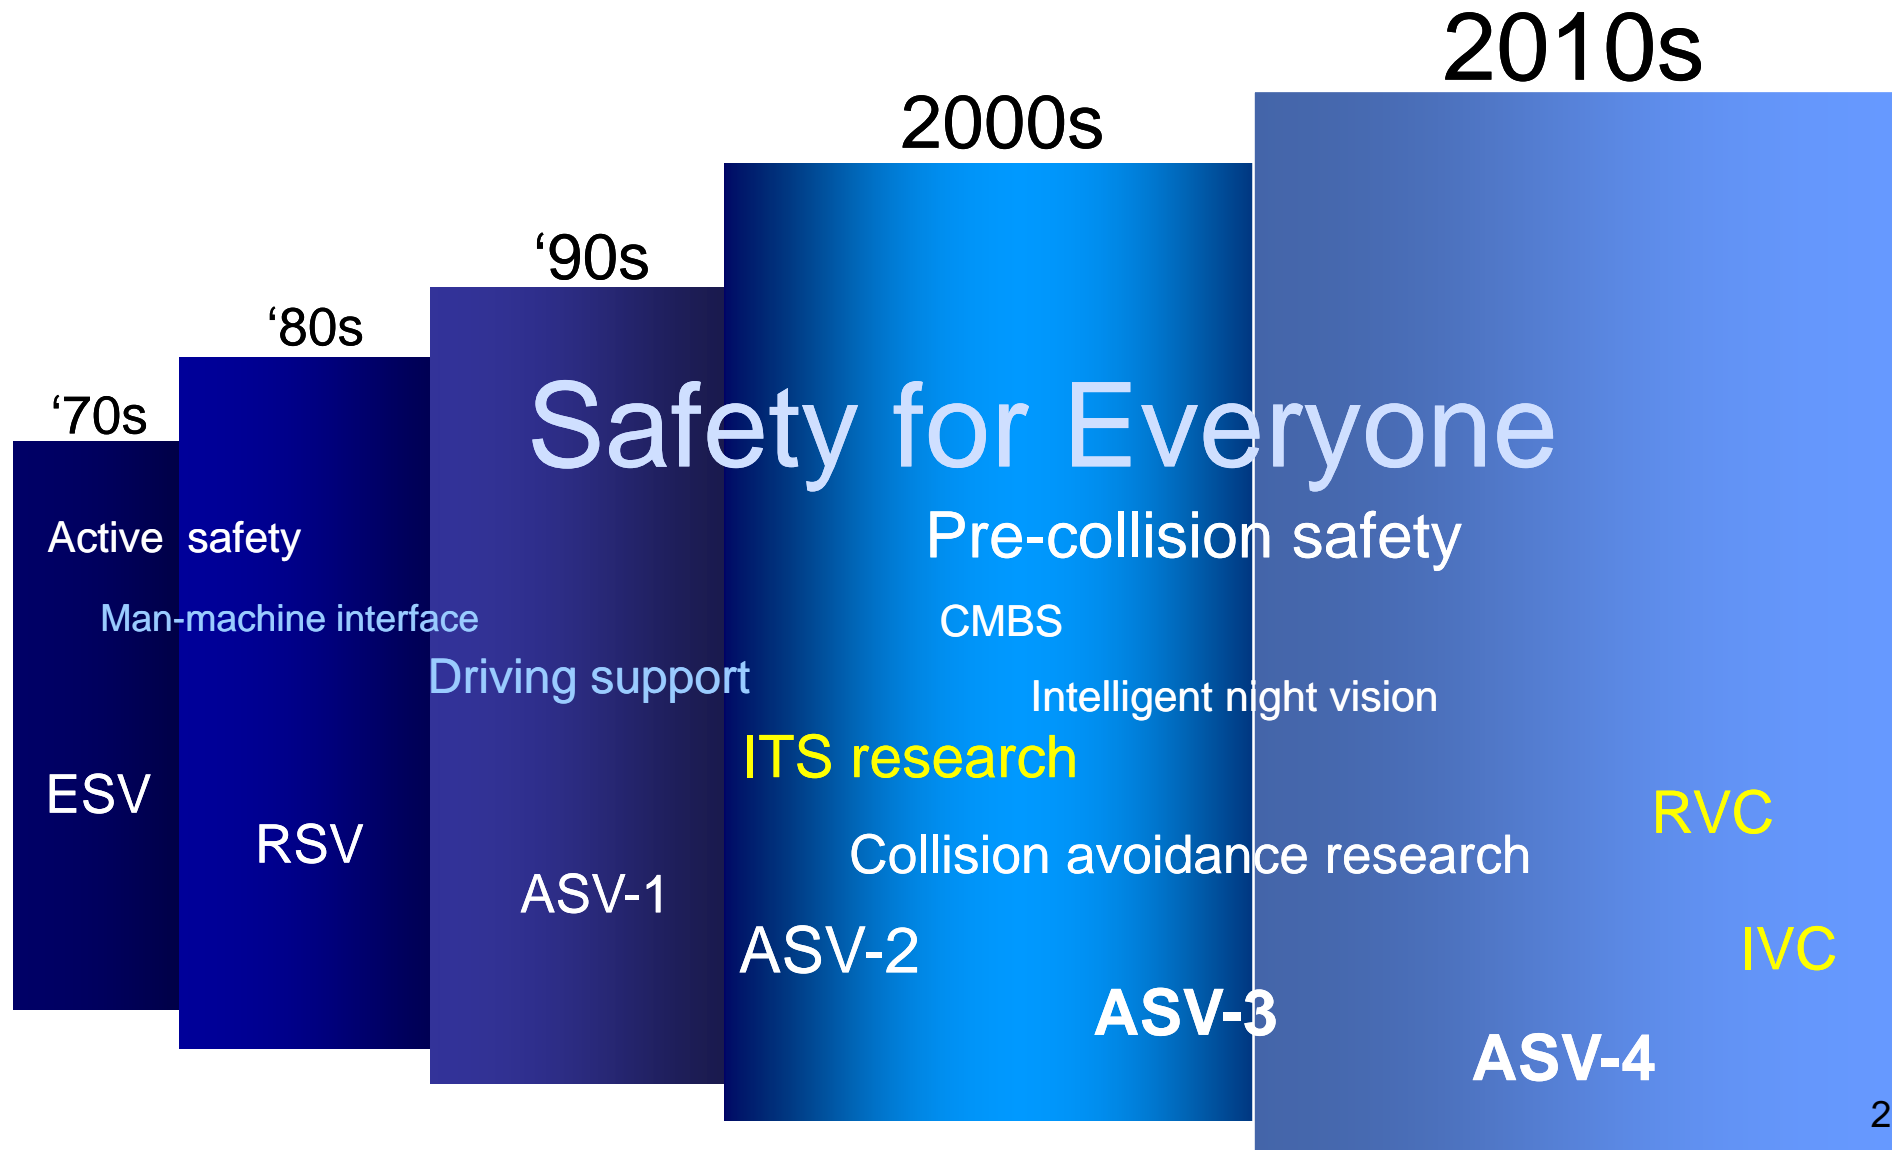 2010s
2000s
‘90s
‘80s
‘70s
Safety for Everyone
Active safety
Pre-collision safety
Man-machine interface
CMBS
Driving support
Intelligent night vision
ITS research
ESV
RVC
RSV
Collision avoidance research
ASV-1
ASV-2
IVC
ASV-3
ASV-4
2